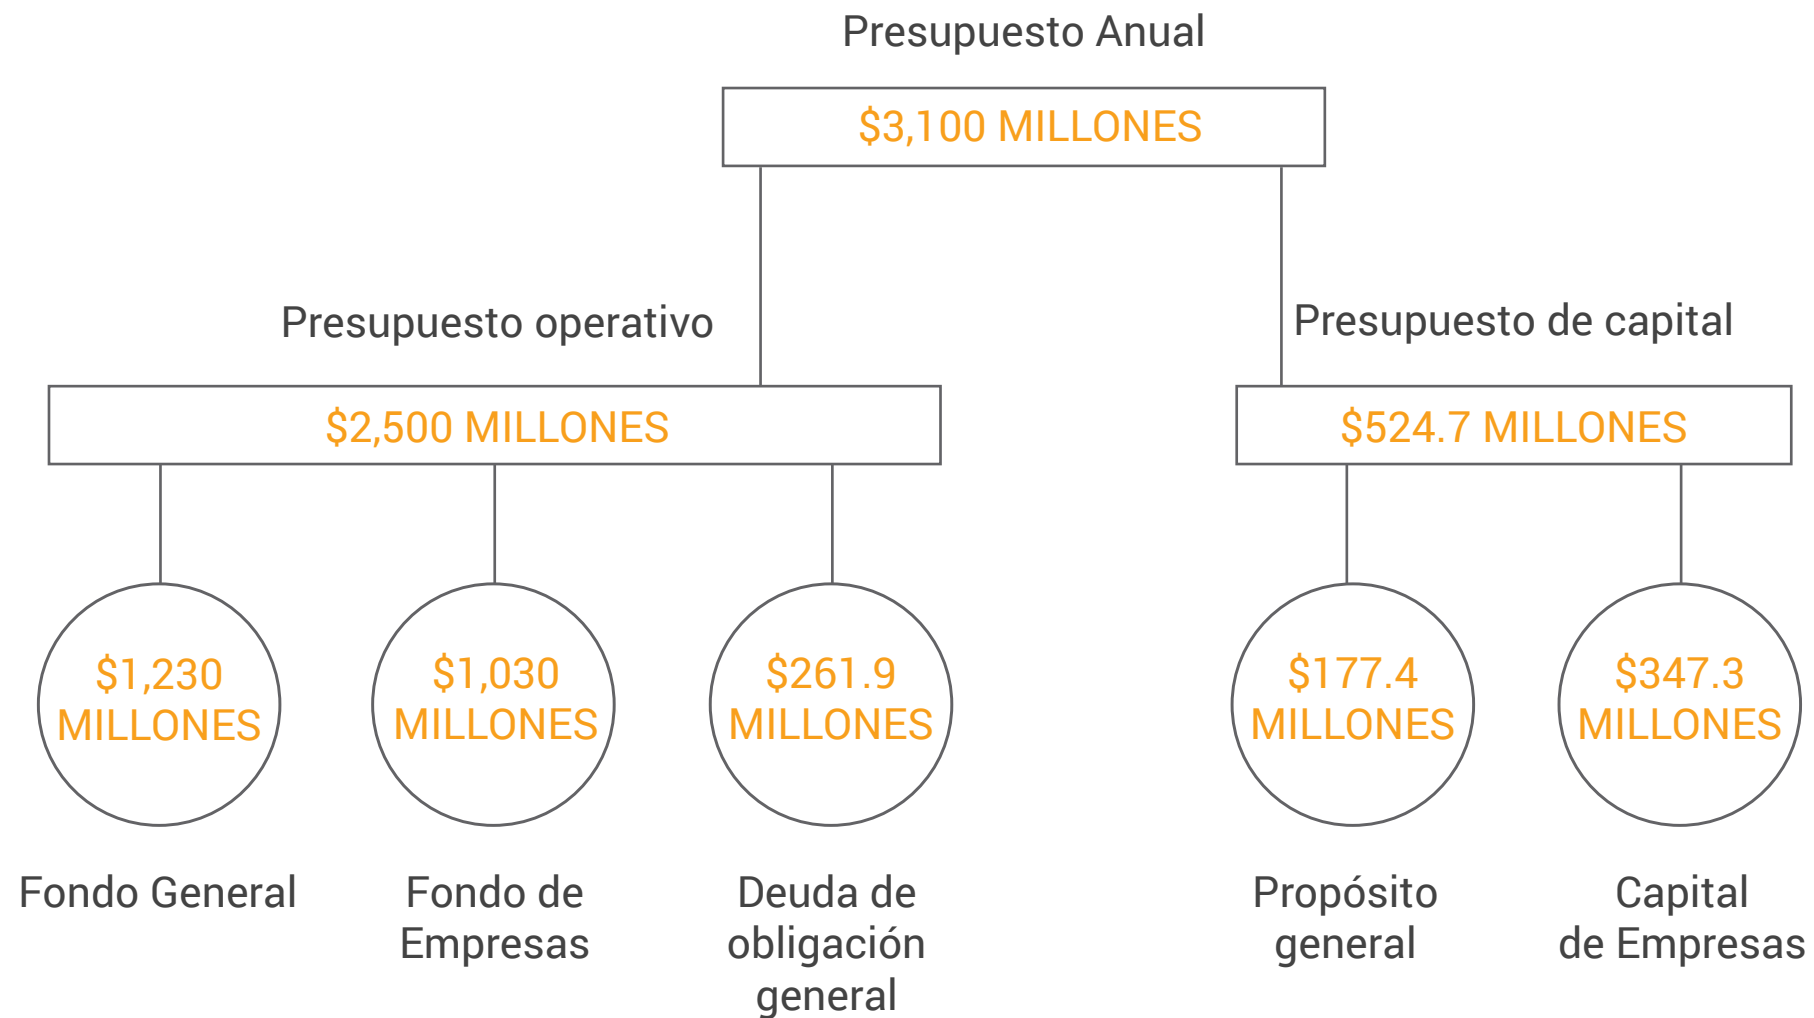 Presupuesto Anual
$3,100 MILLONES
Presupuesto operativo
$2,500 MILLONES
Presupuesto de capital
$524.7 MILLONES
$1,230
MILLONES
Fondo General
$1,030
MILLONES
Fondo de
Empresas
$261.9
MILLONES
Deuda de
obligación
general
$177.4
MILLONES
Propósito
general
$347.3
MILLONES
Capital
de Empresas